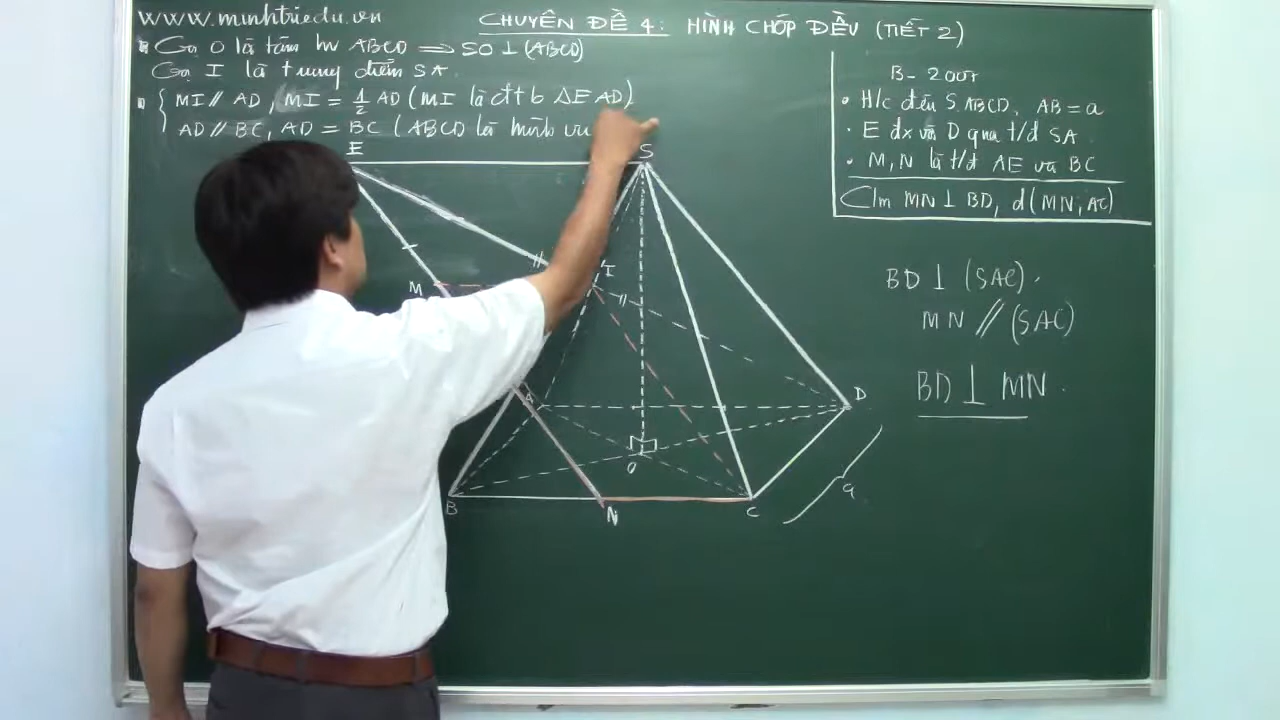 www.minhtriedu.vn
CHUYÊN ĐỀ 4: HÌNH CHÓP ĐỀU (TIẾT 2)
Gọi O là tâm hv ABCD ⟹ SO ⊥ (ABCD)
Gọi I là trung điểm SA.
MI // AD, MI = 1/2 AD (MI là đtb ΔEAD)
AD // BC, AD = BC (ABCD là hình vu
B - 2007
• H/c đều SABCD, AB = a
• E đx với D qua t/đ SA
• M, N là t/đ AE và BC
Clm MN ⊥ BD, d(MN, AC)
BD ⊥ (SAC).
MN // (SAC)
BD ⊥ MN.
E
S
M
I
A
D
O
a
B
N
C